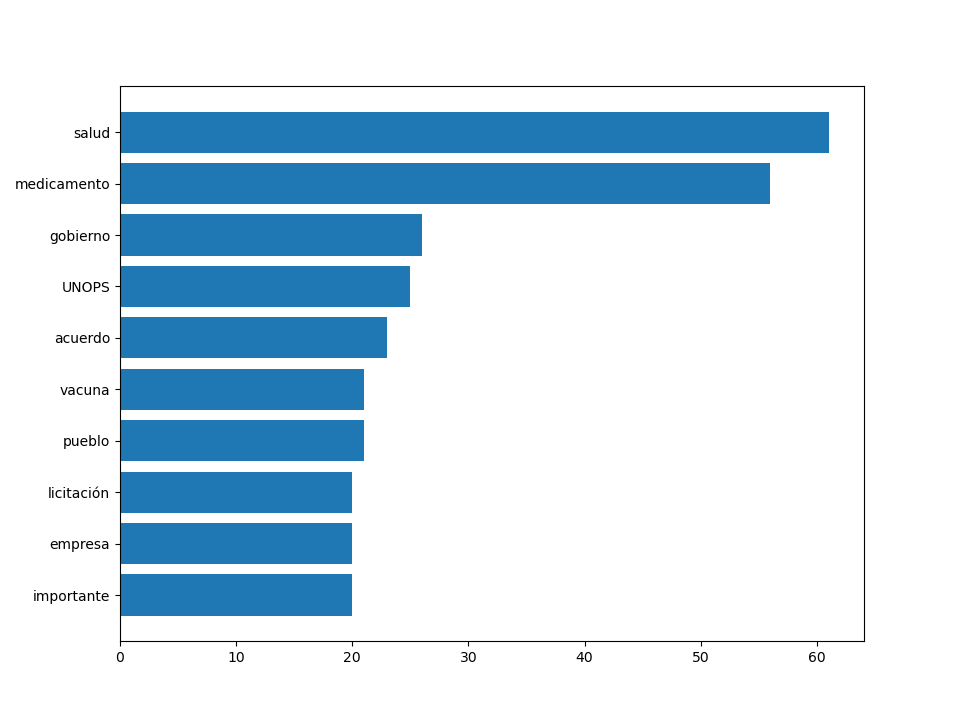 salud
medicamento
gobierno
UNOPS
acuerdo
vacuna
pueblo
licitación
empresa
importante
0 10 20 30 40 50 60